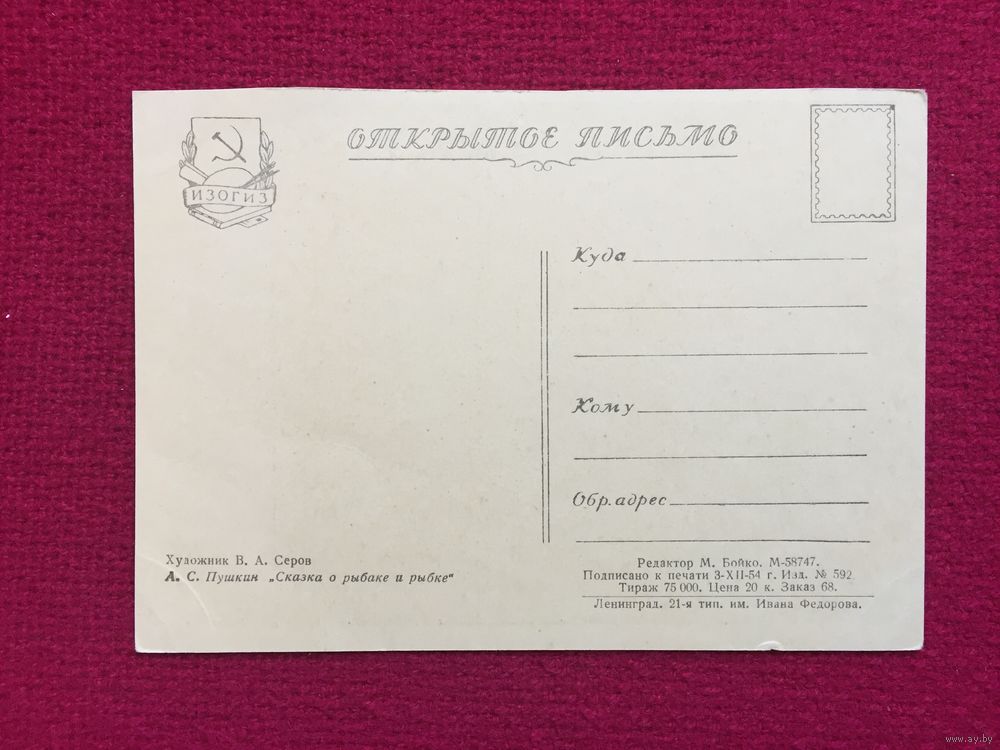 ОТКРЫТОЕ ПИСЬМО
ИЗОГИЗ
Куда
Кому
Обр. адрес
Художник В. А. Серов
А. С. Пушкин „Сказка о рыбаке и рыбке“
Редактор М. Бойко. М-58747.
Подписано к печати 3-XII-54 г. Изд. № 592
Тираж 75 000. Цена 20 к. Заказ 68.
Ленинград. 21-я тип. им. Ивана Федорова.
www.ay.by